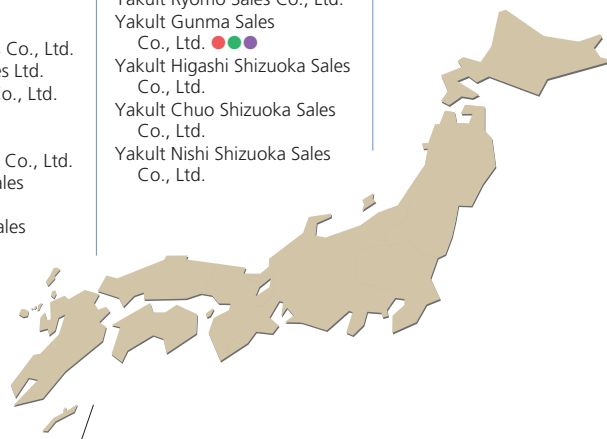 Co., Ltd.
s Ltd.
o., Ltd.
Co., Ltd.
ales
ales
Yakult Ryomo Sales Co., Ltd.
Yakult Gunma Sales
Co., Ltd.
Yakult Higashi Shizuoka Sales
Co., Ltd.
Yakult Chuo Shizuoka Sales
Co., Ltd.
Yakult Nishi Shizuoka Sales
Co., Ltd.